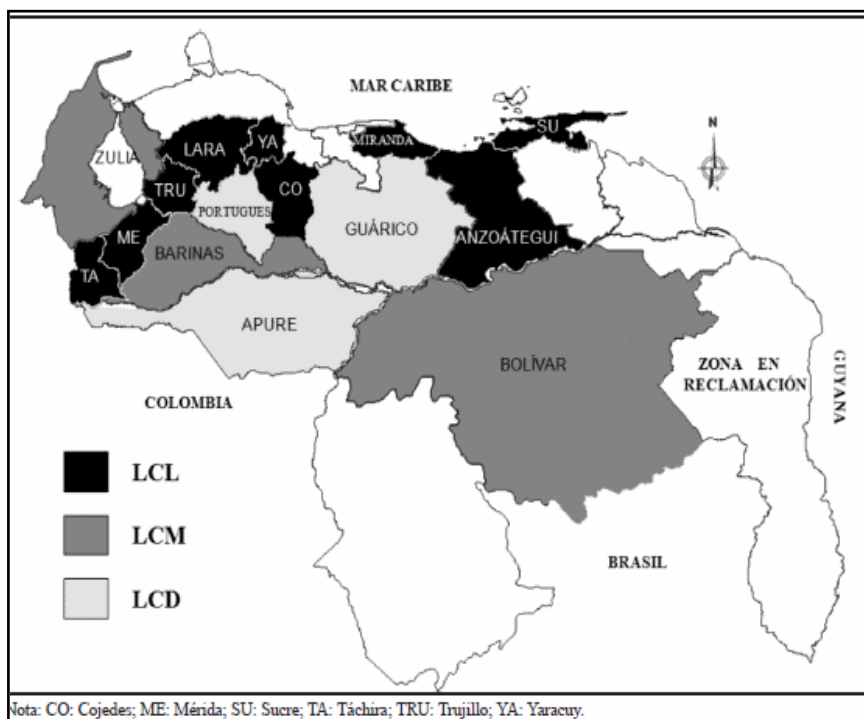 MAR CARIBE
N
SU
MIRANDA
YA
LARA
ZULIA
TRU
CO
PORTUGUES
GUÁRICO
ME
ANZOÁTEGUI
BARINAS
TA
APURE
BOLÍVAR
ZONA EN
RECLAMACIÓN
GUYANA
COLOMBIA
LCL
LCM
BRASIL
LCD
Nota: CO: Cojedes; ME: Mérida; SU: Sucre; TA: Táchira; TRU: Trujillo; YA: Yaracuy.